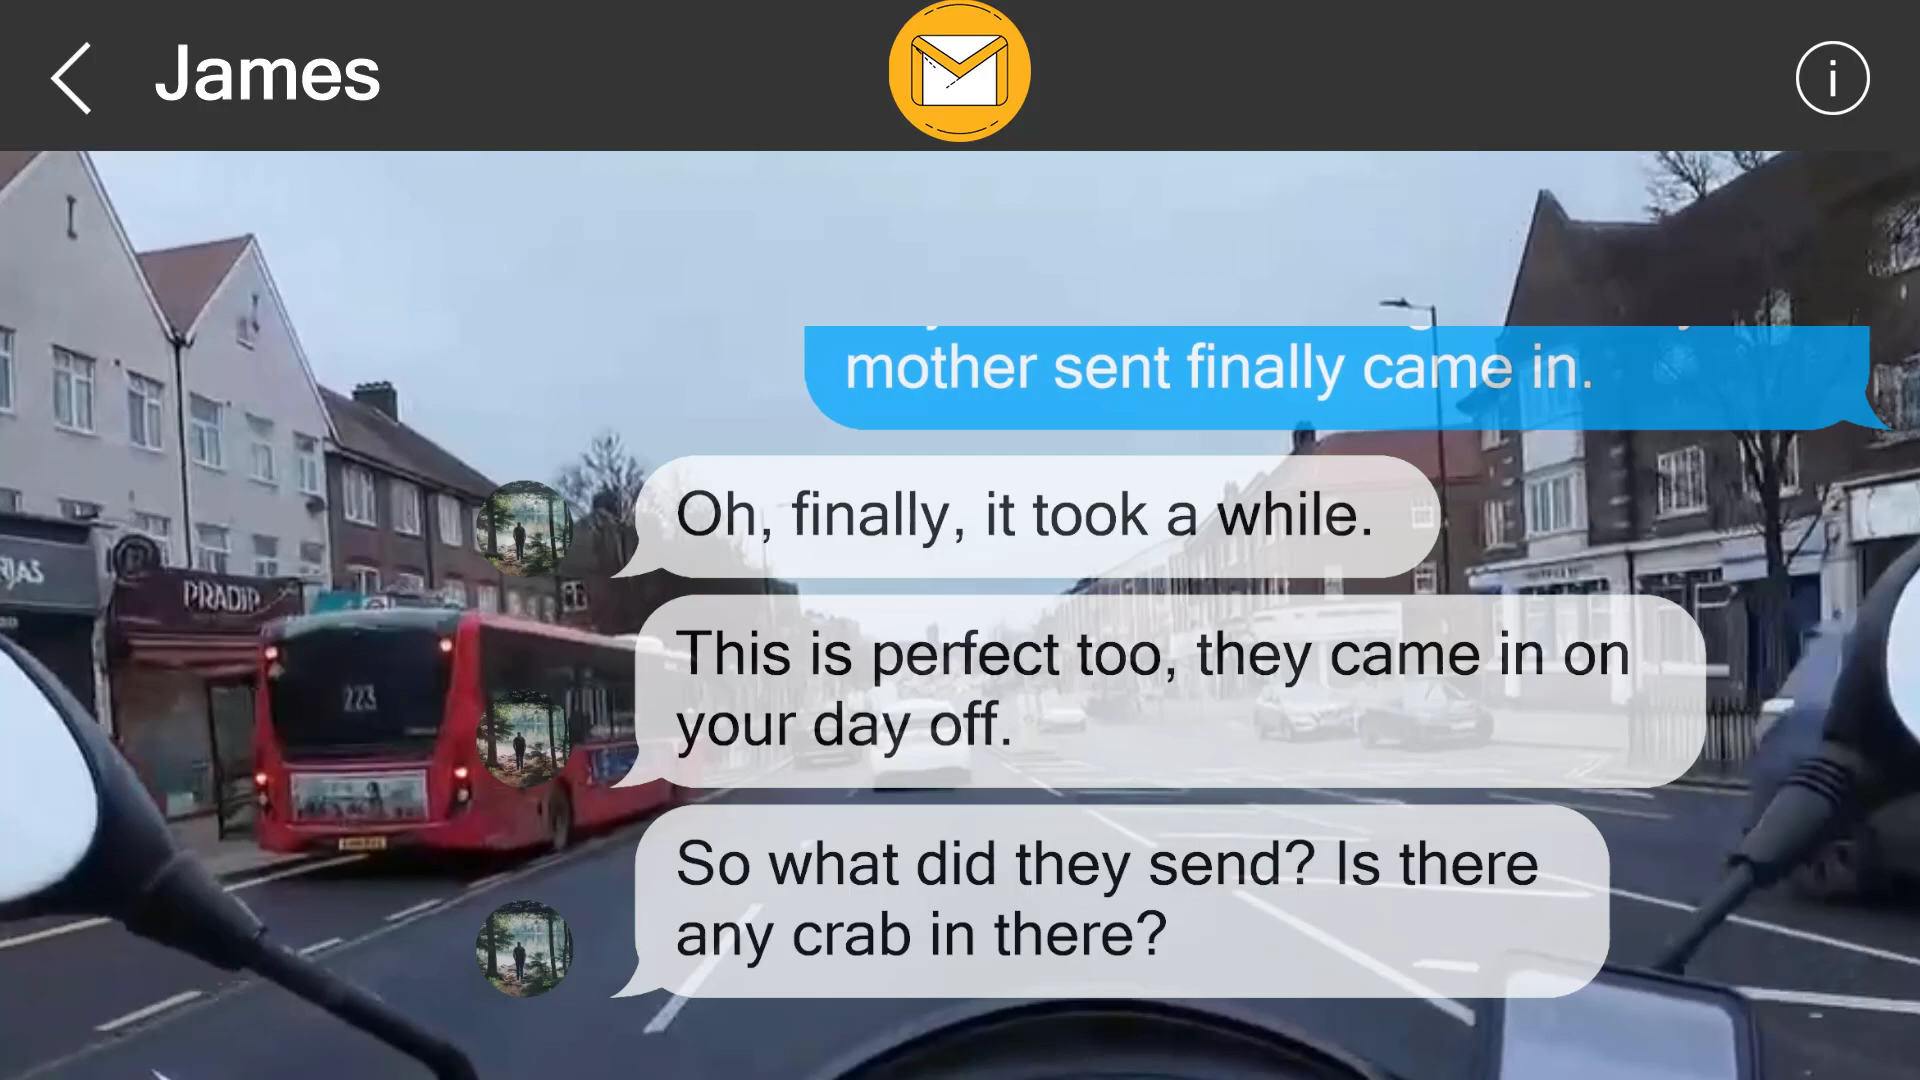 James
i
mother sent finally came in.
Oh, finally, it took a while.
This is perfect too, they came in on
your day off.
So what did they send? Is there
any crab in there?
PRADIP
223